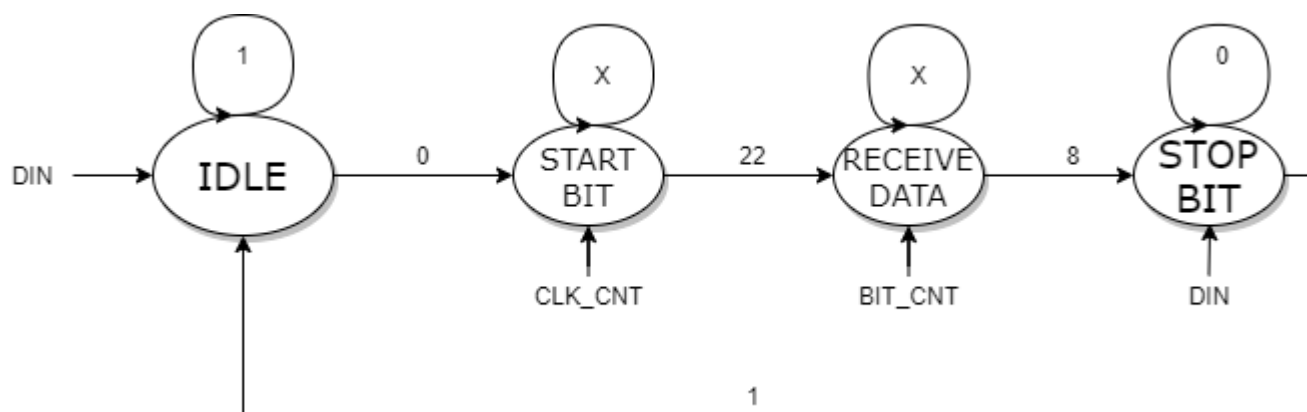 1
X
X
0
DIN
IDLE
0
START
BIT
22
RECEIVE
DATA
8
STOP
BIT
CLK_CNT
BIT_CNT
DIN
1